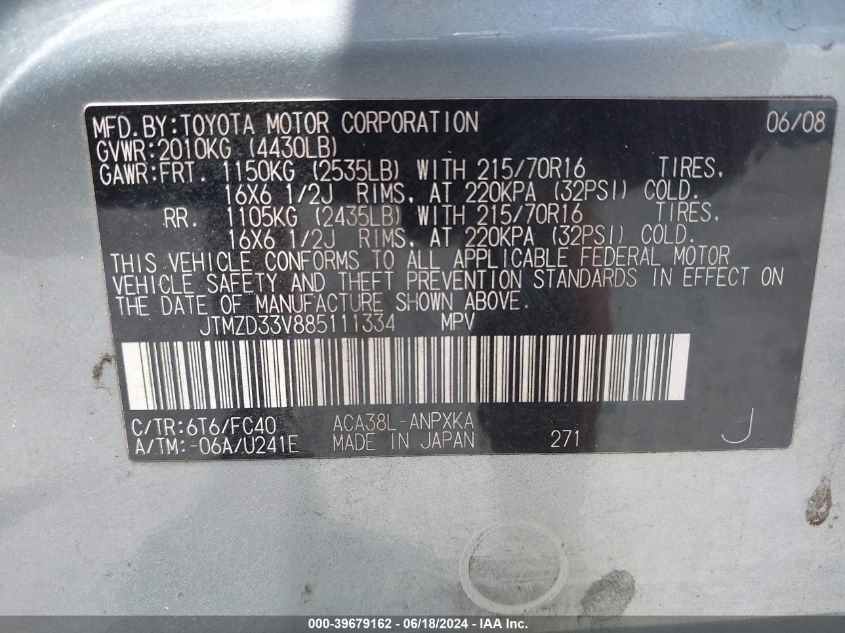 MFD.BY:TOYOTA MOTOR CORPORATION 06/08
GVWR:2010KG (4430LB)
GAWR:FRT. 1150KG (2535LB) WITH 215/70R16 TIRES,
16X6 1/2J RIMS, AT 220KPA (32PSI) COLD.
RR. 1105KG (2435LB) WITH 215/70R16 TIRES,
16X6 1/2J RIMS, AT 220KPA (32PSI) COLD.
THIS VEHICLE CONFORMS TO ALL APPLICABLE FEDERAL MOTOR
VEHICLE SAFETY AND THEFT PREVENTION STANDARDS IN EFFECT ON
THE DATE OF MANUFACTURE SHOWN ABOVE.
JTMZD33V885111334 MPV
C/TR:6T6/FC40 ACA38L-ANPXKA
A/TM:-06A/U241E MADE IN JAPAN 271 J
000-39679162 - 06/18/2024 - IAA Inc.